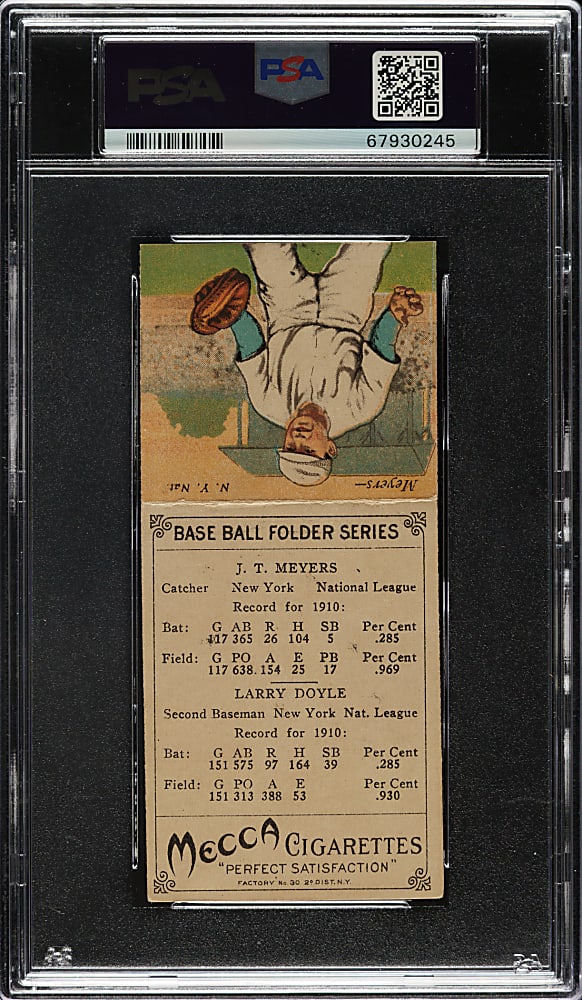 PSA PSA
67930245
Meyers— N. Y. Nat.
BASE BALL FOLDER SERIES
J. T. MEYERS
Catcher New York National League
Record for 1910:
Bat: G AB R H SB Per Cent
117 365 26 104 5 .285
Field: G PO A E PB Per Cent
117 638 154 25 17 .969
LARRY DOYLE
Second Baseman New York Nat. League
Record for 1910:
Bat: G AB R H SB Per Cent
151 575 97 164 39 .285
Field: G PO A E Per Cent
151 313 388 53 .930
MECCA CIGARETTES
"PERFECT SATISFACTION"
FACTORY No. 30 2D DIST. N.Y.
PSA